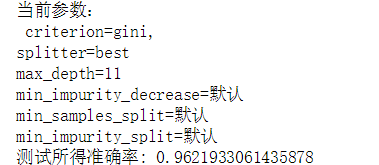 当前参数：
criterion=gini,
splitter=best
max_depth=11
min_impurity_decrease=默认
min_samples_split=默认
min_impurity_split=默认
测试所得准确率: 0.9621933061435878